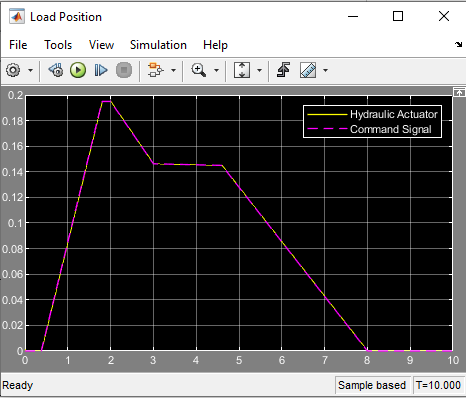 Load Position
File Tools View Simulation Help
0.2
0.18
0.16
0.14
0.12
0.1
0.08
0.06
0.04
0.02
0
Hydraulic Actuator
Command Signal
0 1 2 3 4 5 6 7 8 9 10
Ready Sample based T=10.000